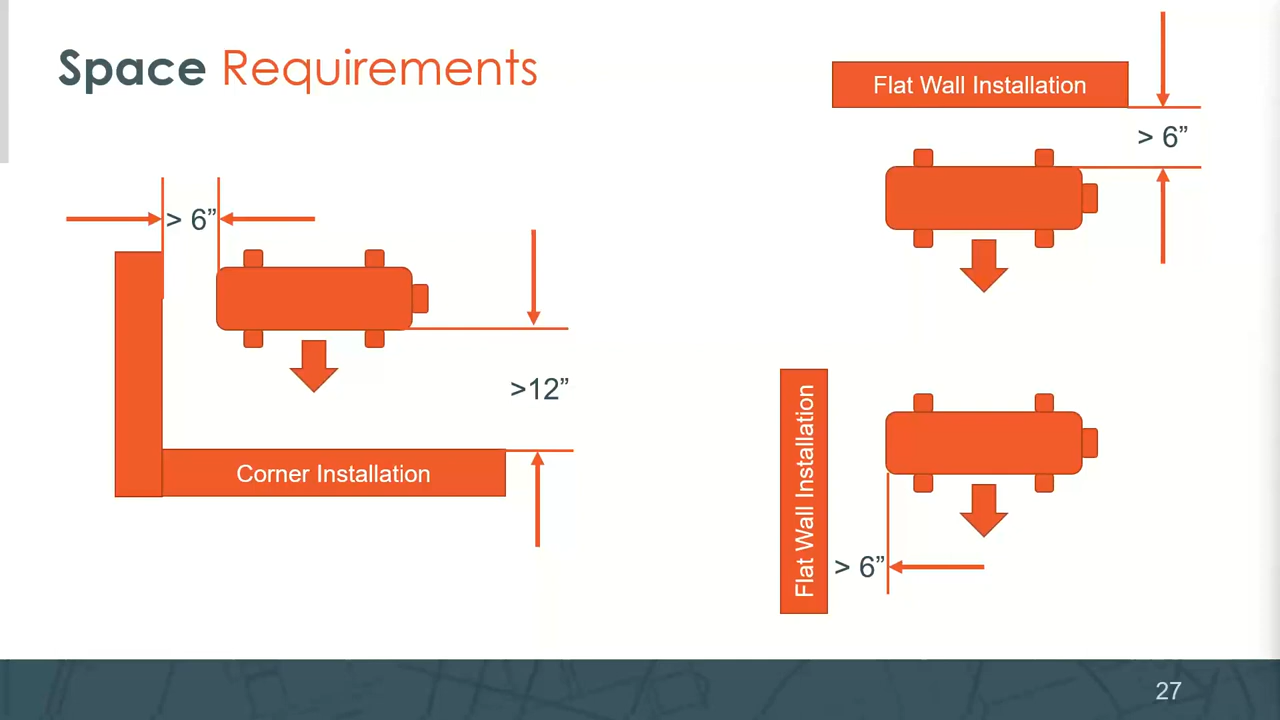 Space Requirements
> 6”
>12”
Corner Installation
Flat Wall Installation
> 6”
Flat Wall Installation
> 6”
27